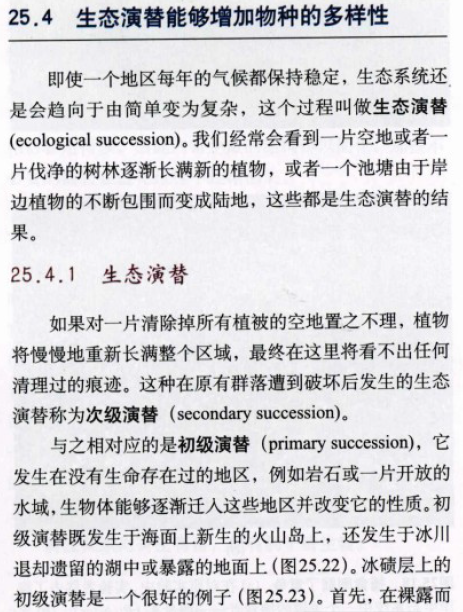 25.4 生态演替能够增加物种的多样性
即使一个地区每年的气候都保持稳定，生态系统还
是会趋向于由简单变为复杂，这个过程叫做生态演替
(ecological succession)。我们经常会看到一片空地或者一
片伐净的树林逐渐长满新的植物，或者一个池塘由于岸
边植物的不断包围而变成陆地，这些都是生态演替的结
果。
25.4.1 生态演替
如果对一片清除掉所有植被的空地置之不理，植物
将慢慢地重新长满整个区域，最终在这里将看不出任何
清理过的痕迹。这种在原有群落遭到破坏后发生的生态
演替称为次级演替（secondary succession)。
与之相对应的是初级演替（primary succession)，它
发生在没有生命存在过的地区，例如岩石或一片开放的
水域，生物体能够逐渐迁入这些地区并改变它的性质。初
级演替既发生于海面上新生的火山岛上，还发生于冰川
退却遗留的湖中或暴露的地面上（图25.22)。冰碛层上的
初级演替是一个很好的例子（图25.23)。首先，在裸露而